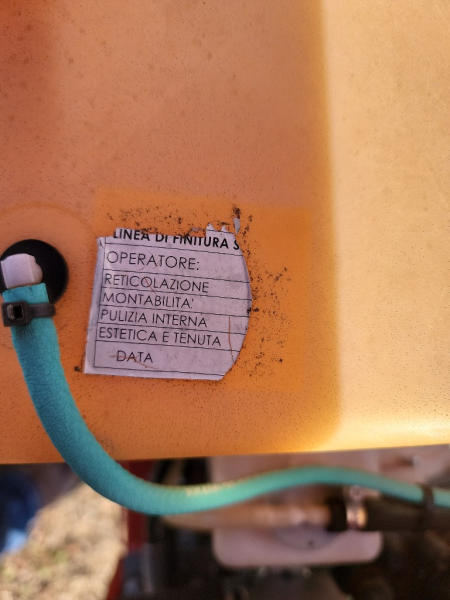 LINEA DI FINITURA S
OPERATORE:
RETICOLAZIONE
MONTABILITA'
PULIZIA INTERNA
ESTETICA E TENUTA
DATA